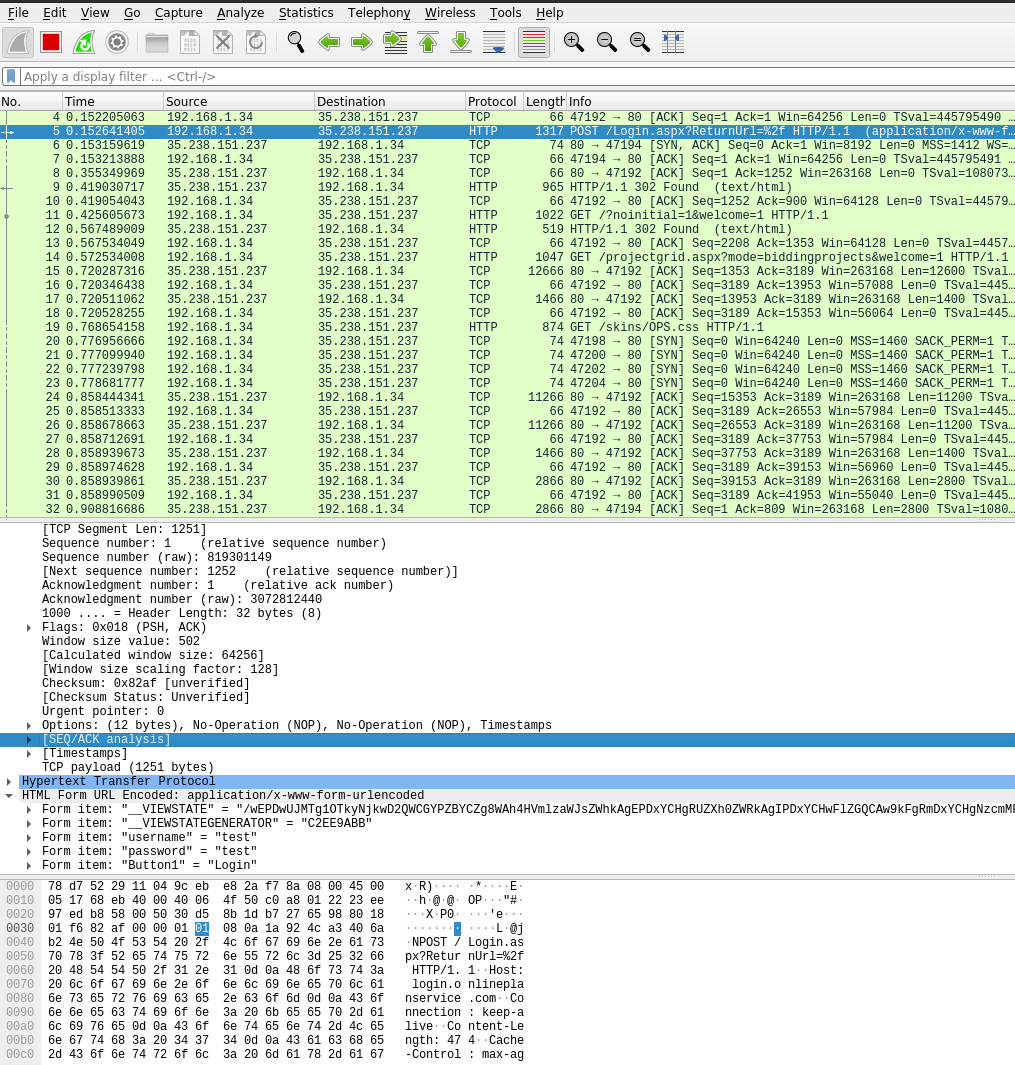 File Edit View Go Capture Analyze Statistics Telephony Wireless Tools Help
Apply a display filter ... <Ctrl-/>
No. Time Source Destination Protocol Length Info
4 0.152205063 192.168.1.34 35.238.151.237 TCP 66 47192 → 80 [ACK] Seq=1 Ack=1 Win=64256 Len=0 TSval=445795490 …
5 0.152641405 192.168.1.34 35.238.151.237 HTTP 1317 POST /Login.aspx?ReturnUrl=%2f HTTP/1.1  (application/x-www-f…
6 0.153159619 35.238.151.237 192.168.1.34 TCP 74 80 → 47194 [SYN, ACK] Seq=0 Ack=1 Win=8192 Len=0 MSS=1412 WS=…
7 0.153213888 192.168.1.34 35.238.151.237 TCP 66 47194 → 80 [ACK] Seq=1 Ack=1 Win=64256 Len=0 TSval=445795491 …
8 0.355349969 35.238.151.237 192.168.1.34 TCP 66 80 → 47192 [ACK] Seq=1 Ack=1252 Win=263168 Len=0 TSval=108073…
9 0.419030717 35.238.151.237 192.168.1.34 HTTP 965 HTTP/1.1 302 Found  (text/html)
10 0.419054043 192.168.1.34 35.238.151.237 TCP 66 47192 → 80 [ACK] Seq=1252 Ack=900 Win=64128 Len=0 TSval=44579…
11 0.425605673 192.168.1.34 35.238.151.237 HTTP 1022 GET /?noinitial=1&welcome=1 HTTP/1.1
12 0.567489009 35.238.151.237 192.168.1.34 HTTP 519 HTTP/1.1 302 Found  (text/html)
13 0.567534049 192.168.1.34 35.238.151.237 TCP 66 47192 → 80 [ACK] Seq=2208 Ack=1353 Win=64128 Len=0 TSval=4457…
14 0.572534008 192.168.1.34 35.238.151.237 HTTP 1047 GET /projectgrid.aspx?mode=biddingprojects&welcome=1 HTTP/1.1
15 0.720287316 35.238.151.237 192.168.1.34 TCP 12666 80 → 47192 [ACK] Seq=1353 Ack=3189 Win=263168 Len=12600 TSval…
16 0.720346438 192.168.1.34 35.238.151.237 TCP 66 47192 → 80 [ACK] Seq=3189 Ack=13953 Win=57088 Len=0 TSval=445…
17 0.720511062 35.238.151.237 192.168.1.34 TCP 1466 80 → 47192 [ACK] Seq=13953 Ack=3189 Win=263168 Len=1400 TSval…
18 0.720528255 192.168.1.34 35.238.151.237 TCP 66 47192 → 80 [ACK] Seq=3189 Ack=15353 Win=56064 Len=0 TSval=445…
19 0.768654158 192.168.1.34 35.238.151.237 HTTP 874 GET /skins/OPS.css HTTP/1.1
20 0.776956666 192.168.1.34 35.238.151.237 TCP 74 47198 → 80 [SYN] Seq=0 Win=64240 Len=0 MSS=1460 SACK_PERM=1 T…
21 0.777099940 192.168.1.34 35.238.151.237 TCP 74 47200 → 80 [SYN] Seq=0 Win=64240 Len=0 MSS=1460 SACK_PERM=1 T…
22 0.777239798 192.168.1.34 35.238.151.237 TCP 74 47202 → 80 [SYN] Seq=0 Win=64240 Len=0 MSS=1460 SACK_PERM=1 T…
23 0.778681777 192.168.1.34 35.238.151.237 TCP 74 47204 → 80 [SYN] Seq=0 Win=64240 Len=0 MSS=1460 SACK_PERM=1 T…
24 0.858444341 35.238.151.237 192.168.1.34 TCP 11266 80 → 47192 [ACK] Seq=15353 Ack=3189 Win=263168 Len=11200 TSva…
25 0.858513333 192.168.1.34 35.238.151.237 TCP 66 47192 → 80 [ACK] Seq=3189 Ack=26553 Win=57984 Len=0 TSval=445…
26 0.858678663 35.238.151.237 192.168.1.34 TCP 11266 80 → 47192 [ACK] Seq=26553 Ack=3189 Win=263168 Len=11200 TSva…
27 0.858712691 192.168.1.34 35.238.151.237 TCP 66 47192 → 80 [ACK] Seq=3189 Ack=37753 Win=57984 Len=0 TSval=445…
28 0.858939673 35.238.151.237 192.168.1.34 TCP 1466 80 → 47192 [ACK] Seq=37753 Ack=3189 Win=263168 Len=1400 TSval…
29 0.858974628 192.168.1.34 35.238.151.237 TCP 66 47192 → 80 [ACK] Seq=3189 Ack=39153 Win=56960 Len=0 TSval=445…
30 0.858939861 35.238.151.237 192.168.1.34 TCP 2866 80 → 47192 [ACK] Seq=39153 Ack=3189 Win=263168 Len=2800 TSval…
31 0.858990509 192.168.1.34 35.238.151.237 TCP 66 47192 → 80 [ACK] Seq=3189 Ack=41953 Win=55040 Len=0 TSval=445…
32 0.908816686 35.238.151.237 192.168.1.34 TCP 2866 80 → 47194 [ACK] Seq=1 Ack=809 Win=263168 Len=2800 TSval=1080…
[TCP Segment Len: 1251]
Sequence number: 1    (relative sequence number)
Sequence number (raw): 819301149
[Next sequence number: 1252    (relative sequence number)]
Acknowledgment number: 1    (relative ack number)
Acknowledgment number (raw): 3072812440
1000 .... = Header Length: 32 bytes (8)
Flags: 0x018 (PSH, ACK)
Window size value: 502
[Calculated window size: 64256]
[Window size scaling factor: 128]
Checksum: 0x82af [unverified]
[Checksum Status: Unverified]
Urgent pointer: 0
Options: (12 bytes), No-Operation (NOP), No-Operation (NOP), Timestamps
[SEQ/ACK analysis]
[Timestamps]
TCP payload (1251 bytes)
Hypertext Transfer Protocol
HTML Form URL Encoded: application/x-www-form-urlencoded
Form item: "__VIEWSTATE" = "/wEPDwUJMTg1OTkyNjkwD2QWCGYPZBYCZg8WAh4HVmlzaWJsZWhkAgEPDxYCHgRUZXh0ZWRkAgIPDxYCHwFlZGQCAw9kFgRmDxYCHgNzcmMF
Form item: "__VIEWSTATEGENERATOR" = "C2EE9ABB"
Form item: "username" = "test"
Form item: "password" = "test"
Form item: "Button1" = "Login"
0000 78 d7 52 29 11 04 9c eb e8 2a f7 8a 08 00 45 00 x·R)···· ·*····E·
0010 05 17 68 eb 40 00 40 06 4f 50 c0 a8 01 22 23 ee ··h·@·@· OP···"#·
0020 97 ed b8 58 00 50 30 d5 8b 1d b7 27 65 98 80 18 ···X·P0· ···'e···
0030 01 f6 82 af 00 00 01 01 08 0a 1a 92 4c a3 40 6a ········ ····L·@j
0040 b2 4e 50 4f 53 54 20 2f 4c 6f 67 69 6e 2e 61 73 ·NPOST / Login.as
0050 70 78 3f 52 65 74 75 72 6e 55 72 6c 3d 25 32 66 px?Retur nUrl=%2f
0060 20 48 54 54 50 2f 31 2e 31 0d 0a 48 6f 73 74 3a HTTP/1. 1··Host:
0070 20 6c 6f 67 69 6e 2e 6f 6e 6c 69 6e 65 70 6c 61 login.o nlinepla
0080 6e 73 65 72 76 69 63 65 2e 63 6f 6d 0d 0a 43 6f nservice .com··Co
0090 6e 6e 65 63 74 69 6f 6e 3a 20 6b 65 65 70 2d 61 nnection : keep-a
00a0 6c 69 76 65 0d 0a 43 6f 6e 74 65 6e 74 2d 4c 65 live··Co ntent-Le
00b0 6e 67 74 68 3a 20 34 37 34 0d 0a 43 61 63 68 65 ngth: 47 4··Cache
00c0 2d 43 6f 6e 74 72 6f 6c 3a 20 6d 61 78 2d 61 67 -Control : max-ag